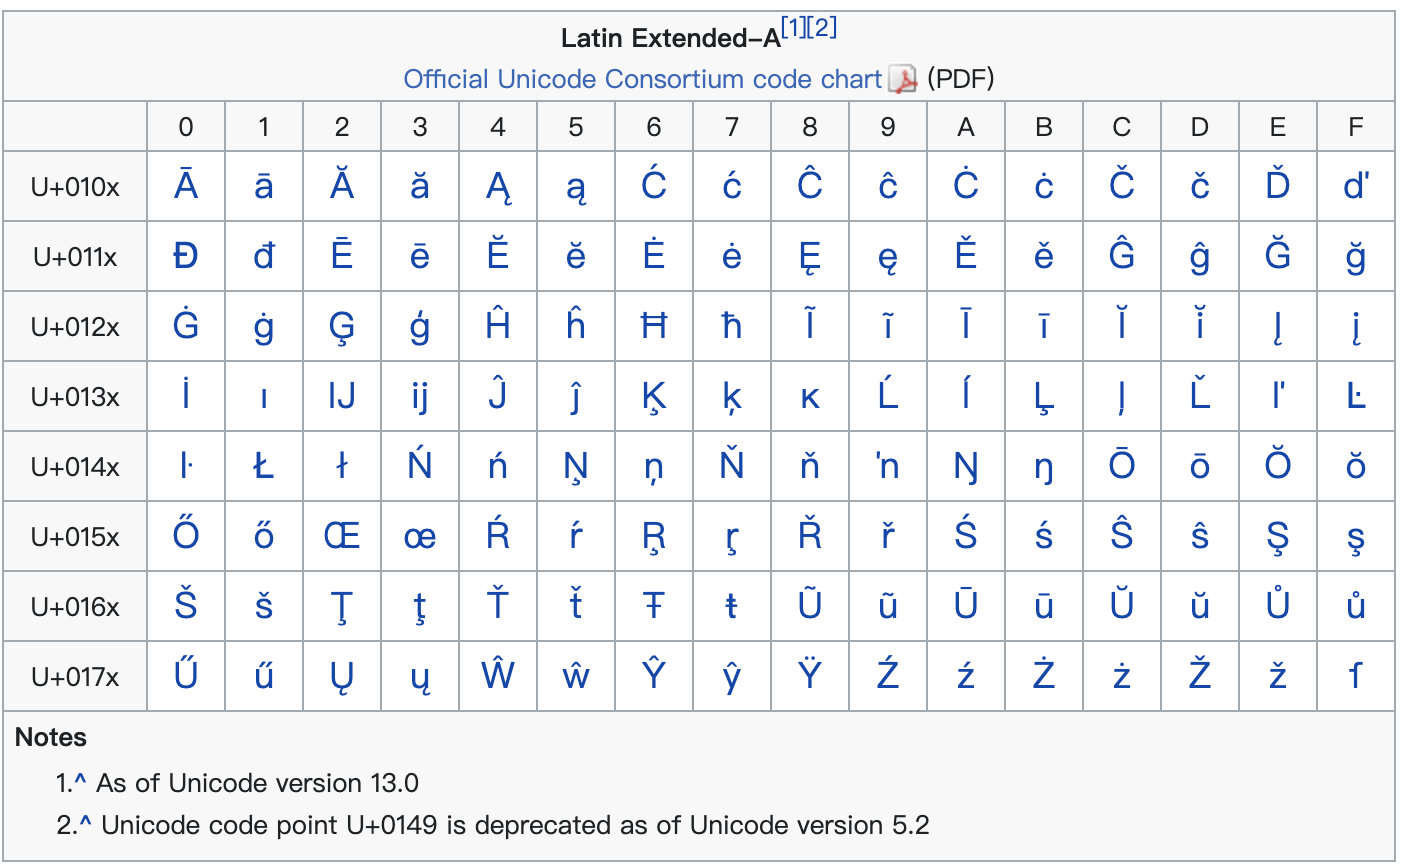 Latin Extended–A[1][2]
Official Unicode Consortium code chart (PDF)
0 1 2 3 4 5 6 7 8 9 A B C D E F
U+010x Ā ā Ă ă Ą ą Ć ć Ĉ ĉ Ċ ċ Č č Ď ď
U+011x Đ đ Ē ē Ĕ ĕ Ė ė Ę ę Ě ě Ĝ ĝ Ğ ğ
U+012x Ġ ġ Ģ ģ Ĥ ĥ Ħ ħ Ĩ ĩ Ī ī Ĭ ĭ Į į
U+013x İ ı IJ ij Ĵ ĵ Ķ ķ ĸ Ĺ ĺ Ļ ļ Ľ ľ Ŀ
U+014x ŀ Ł ł Ń ń Ņ ņ Ň ň ŉ Ŋ ŋ Ō ō Ŏ ŏ
U+015x Ő ő Œ œ Ŕ ŕ Ŗ ŗ Ř ř Ś ś Ŝ ŝ Ş ş
U+016x Š š Ţ ţ Ť ť Ŧ ŧ Ũ ũ Ū ū Ŭ ŭ Ů ů
U+017x Ű ű Ų ų Ŵ ŵ Ŷ ŷ Ÿ Ź ź Ż ż Ž ž ſ
Notes
1.^ As of Unicode version 13.0
2.^ Unicode code point U+0149 is deprecated as of Unicode version 5.2